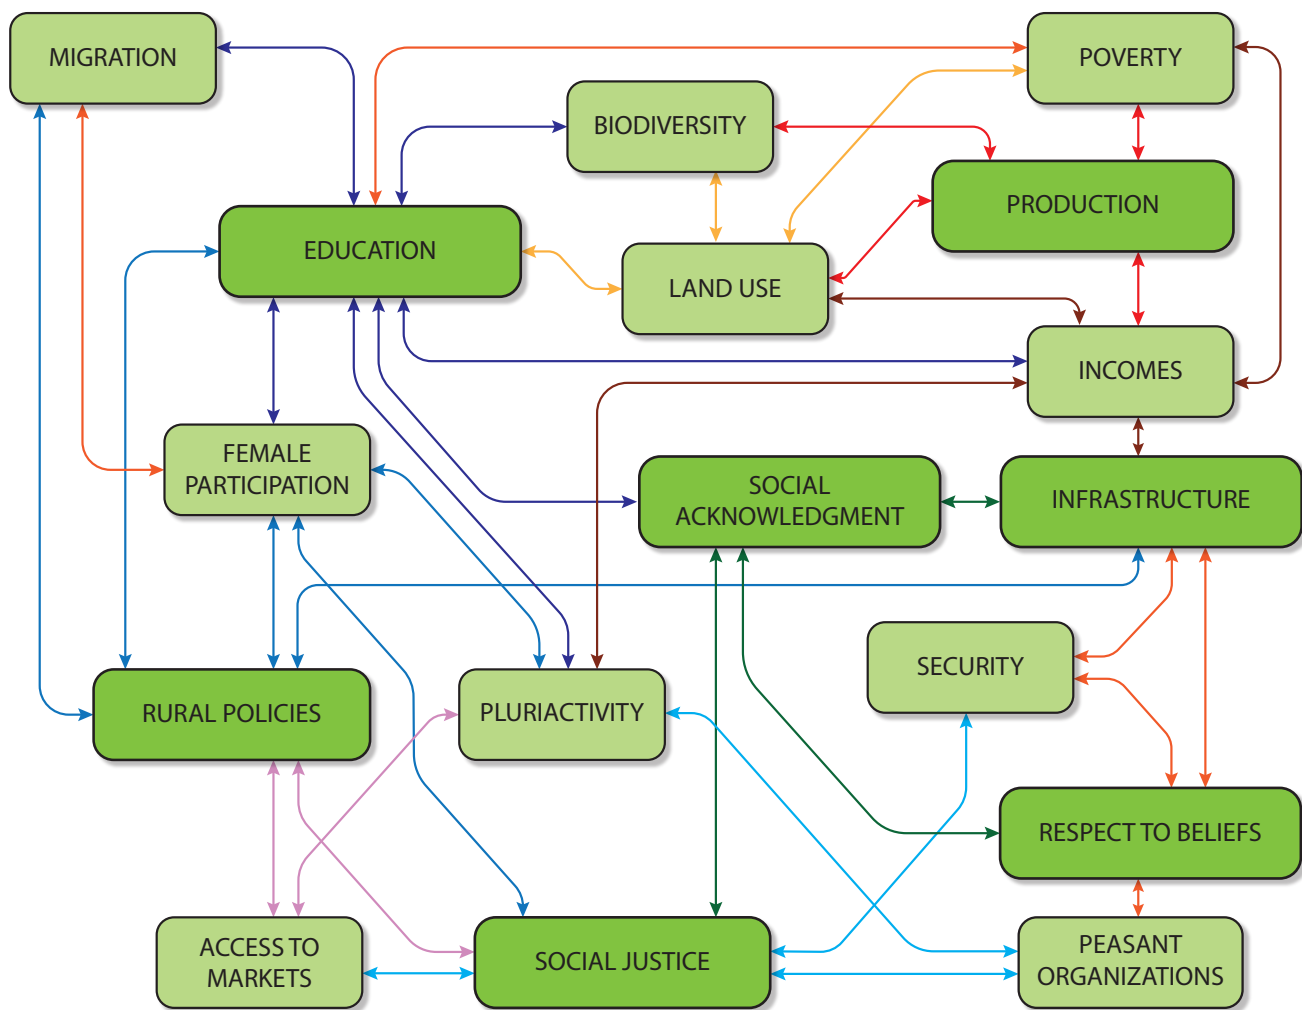 MIGRATION
POVERTY
BIODIVERSITY
PRODUCTION
EDUCATION
LAND USE
INCOMES
FEMALE
PARTICIPATION
SOCIAL
ACKNOWLEDGMENT
INFRASTRUCTURE
SECURITY
RURAL POLICIES
PLURIACTIVITY
RESPECT TO BELIEFS
ACCESS TO
MARKETS
SOCIAL JUSTICE
PEASANT
ORGANIZATIONS